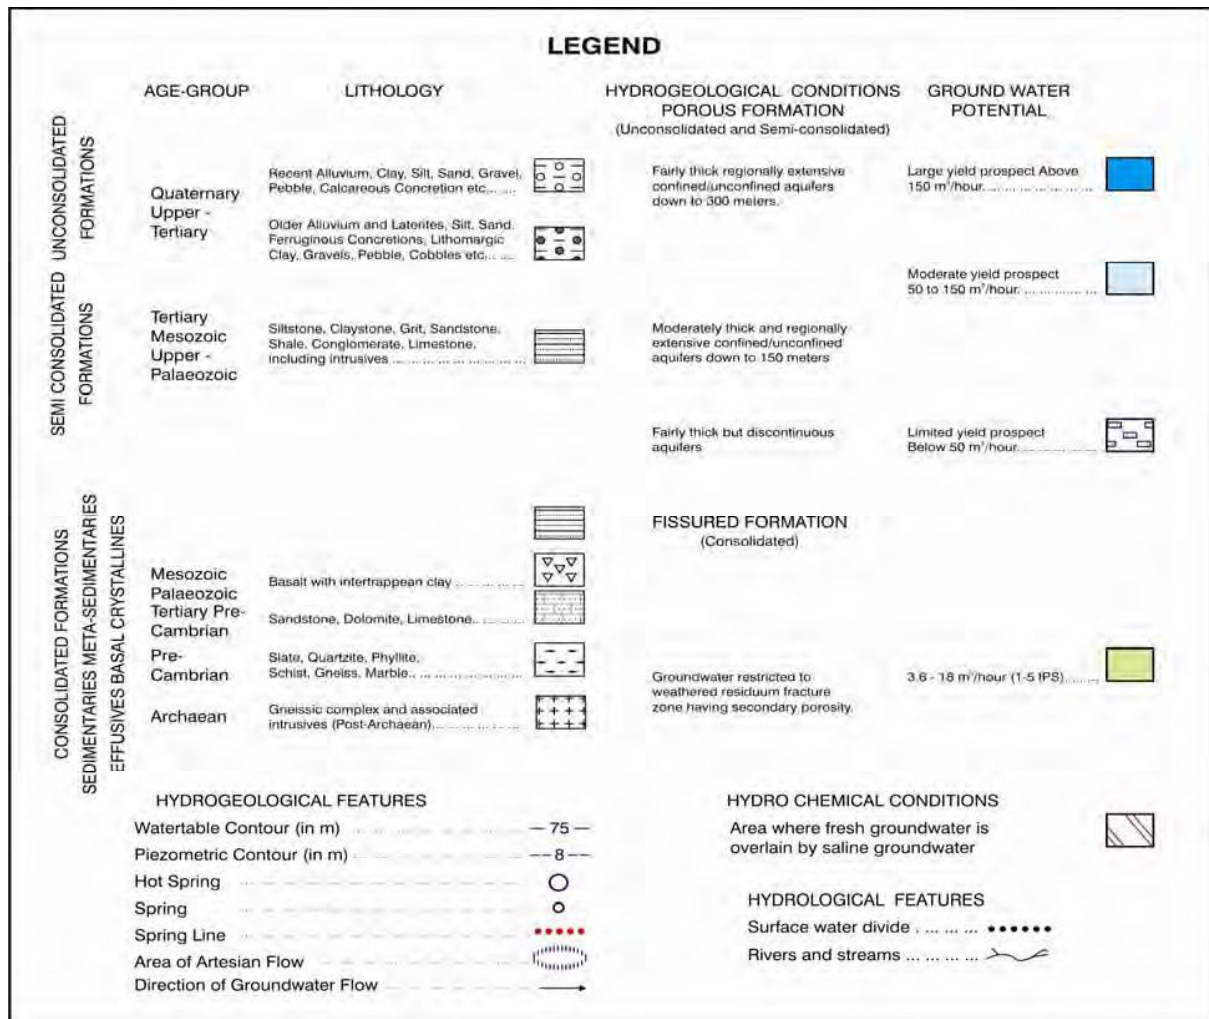 LEGEND
AGE-GROUP
LITHOLOGY
HYDROGEOLOGICAL CONDITIONS
POROUS FORMATION
(Unconsolidated and Semi-consolidated)
GROUND WATER
POTENTIAL
UNCONSOLIDATED
FORMATIONS
Quaternary
Upper -
Tertiary
Recent Alluvium, Clay, Silt, Sand, Gravel,
Pebble, Calcareous Concretion etc........
Older Alluvium and Laterites, Silt, Sand,
Ferruginous Concretions, Lithomargic
Clay, Gravels, Pebble, Cobbles etc.......
Fairly thick regionally extensive
confined/unconfined aquifers
down to 300 meters.
Large yield prospect Above
150 m³/hour. ... ... ... ... ... ... ...
Moderate yield prospect
50 to 150 m³/hour. ... ... ... ... ...
SEMI CONSOLIDATED
FORMATIONS
Tertiary
Mesozoic
Upper -
Palaeozoic
Siltstone, Claystone, Grit, Sandstone,
Shale, Conglomerate, Limestone,
including intrusives ... ... ... ... ... ... ...
Moderately thick and regionally
extensive confined/unconfined
aquifers down to 150 meters
Fairly thick but discontinuous
aquifers
Limited yield prospect
Below 50 m³/hour. ... ... ... ... ...
CONSOLIDATED FORMATIONS
SEDIMENTARIES META-SEDIMENTARIES
EFFUSIVES BASAL CRYSTALLINES
FISSURED FORMATION
(Consolidated)
Mesozoic
Palaeozoic
Tertiary Pre-
Cambrian
Pre-
Cambrian
Archaean
Basalt with intertrappean clay ... ... ... ...
Sandstone, Dolomite, Limestone.. ... ... ...
Slate, Quartzite, Phyllite,
Schist, Gneiss, Marble.. ... ... ... ... ... ...
Gneissic complex and associated
intrusives (Post-Archaean)... ... ... ... ...
Groundwater restricted to
weathered residuum fracture
zone having secondary porosity.
3.6 - 18 m³/hour (1-5 lPS)..... ...
HYDROGEOLOGICAL FEATURES
Watertable Contour (in m) — 75 —
Piezometric Contour (in m) --8--
Hot Spring
Spring
Spring Line
Area of Artesian Flow
Direction of Groundwater Flow
HYDRO CHEMICAL CONDITIONS
Area where fresh groundwater is
overlain by saline groundwater
HYDROLOGICAL FEATURES
Surface water divide . .... ... ...
Rivers and streams ... ... ... ...